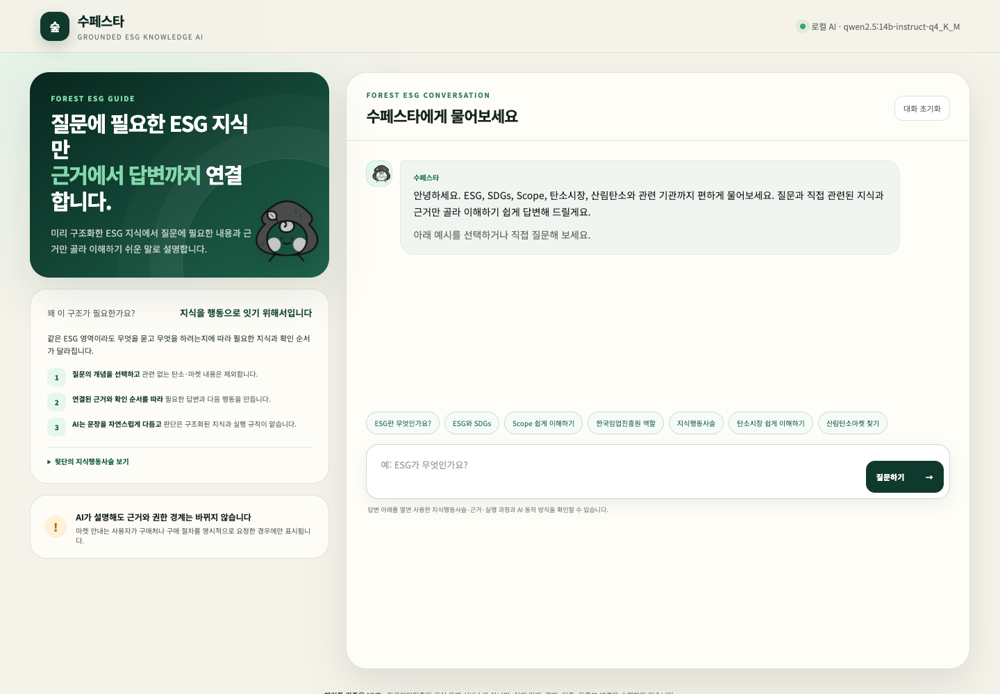 숲
수페스타
GROUNDED ESG KNOWLEDGE AI
로컬 AI · qwen2.5:14b-instruct-q4_K_M
FOREST ESG GUIDE
질문에 필요한 ESG 지식
만
근거에서 답변까지 연결
합니다.
미리 구조화한 ESG 지식에서 질문에 필요한 내용과 근
거만 골라 이해하기 쉬운 말로 설명합니다.
왜 이 구조가 필요한가요?
지식을 행동으로 잇기 위해서입니다
같은 ESG 영역이라도 무엇을 묻고 무엇을 하려는지에 따라 필요한 지식과 확인 순서
가 달라집니다.
1 질문의 개념을 선택하고 관련 없는 탄소·마켓 내용은 제외합니다.
2 연결된 근거와 확인 순서를 따라 필요한 답변과 다음 행동을 만듭니다.
3 AI는 문장을 자연스럽게 다듬고 판단은 구조화된 지식과 실행 규칙이 맡습니다.
▶ 뒷단의 지식행동사슬 보기
!
AI가 설명해도 근거와 권한 경계는 바뀌지 않습니다
마켓 안내는 사용자가 구매처나 구매 절차를 명시적으로 요청한 경우에만 표시됩니
다.
FOREST ESG CONVERSATION
수페스타에게 물어보세요
대화 초기화
수페스타
안녕하세요. ESG, SDGs, Scope, 탄소시장, 산림탄소와 관련 기관까지 편하게 물어보세요. 질문과 직접 관련된 지식과
근거만 골라 이해하기 쉽게 답변해 드릴게요.
아래 예시를 선택하거나 직접 질문해 보세요.
ESG란 무엇인가요?
ESG와 SDGs
Scope 쉽게 이해하기
한국임업진흥원 역할
지식행동사슬
탄소시장 쉽게 이해하기
산림탄소마켓 찾기
예: ESG가 무엇인가요?
질문하기 →
답변 아래를 열면 사용한 지식행동사슬·근거·실행 과정과 AI 동작 방식을 확인할 수 있습니다.